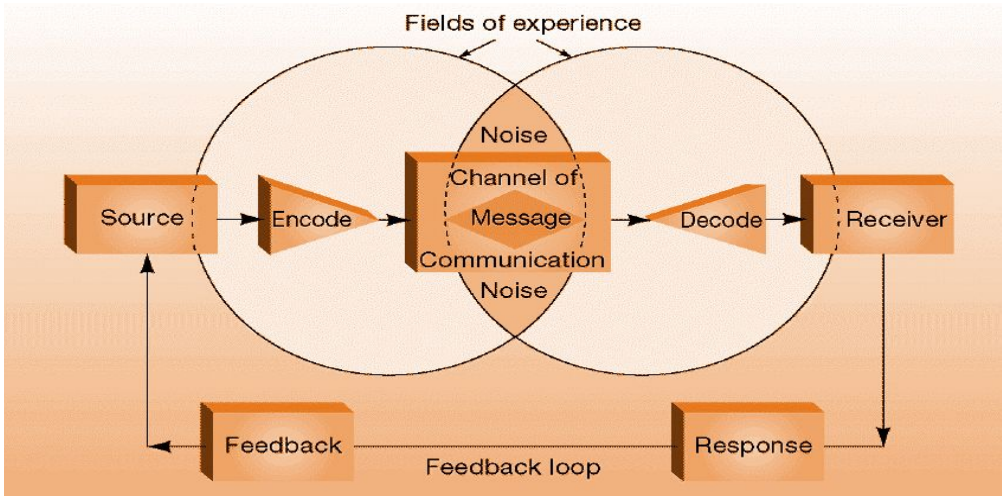 Fields of experience
Noise
Channel of
Source
Encode
Message
Decode
Receiver
Communication
Noise
Feedback
Response
Feedback loop